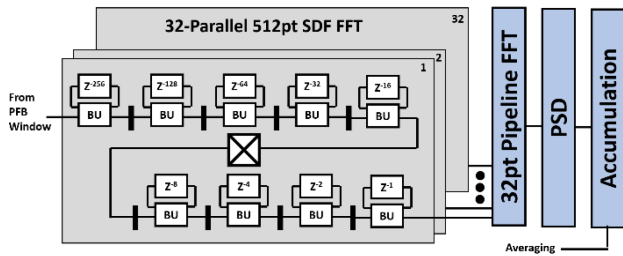 32-Parallel 512pt SDF FFT
32
2
1
Z-256
Z-128
Z-64
Z-32
Z-16
From
PFB
Window
BU
BU
BU
BU
BU
Z-8
Z-4
Z-2
Z-1
BU
BU
BU
BU
32pt Pipeline FFT
PSD
Accumulation
Averaging